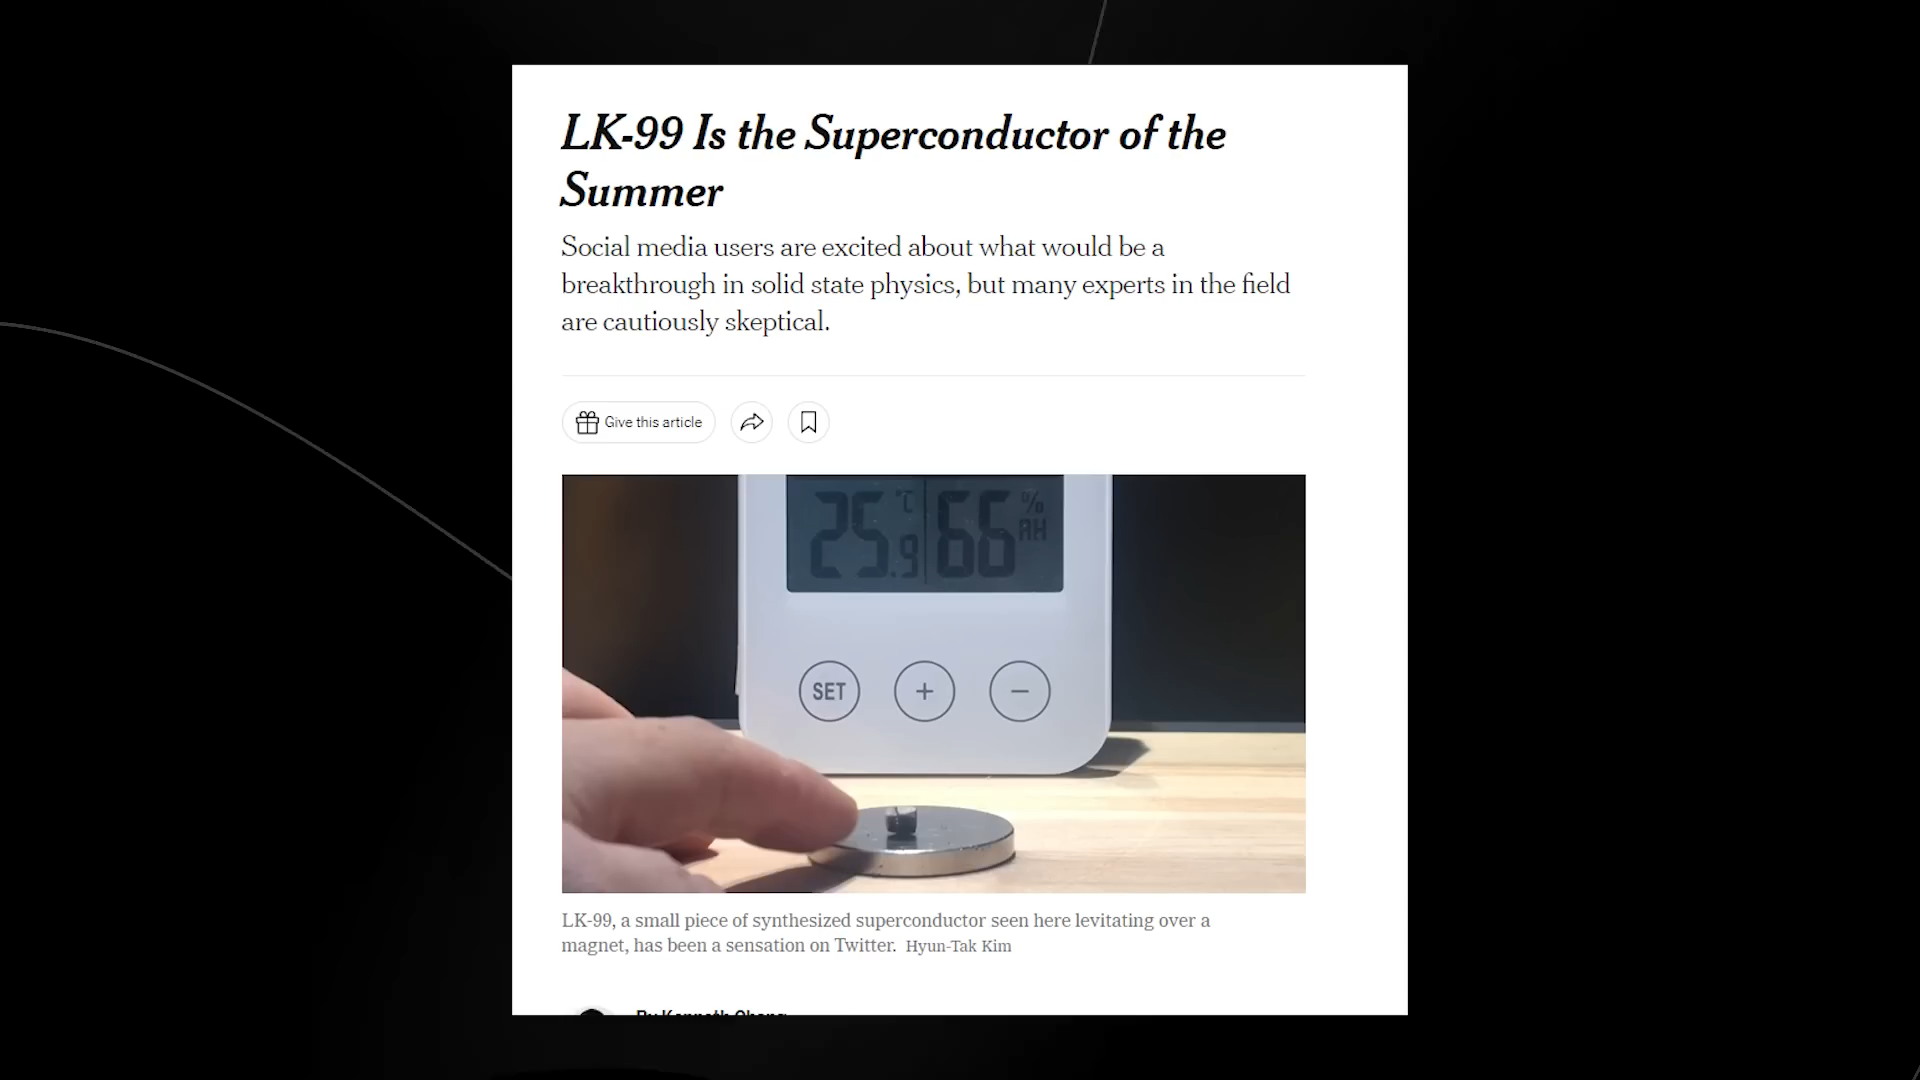 LK-99 Is the Superconductor of the
Summer
Social media users are excited about what would be a
breakthrough in solid state physics, but many experts in the field
are cautiously skeptical.
Give this article
25.9 °C 66 % RH
SET + −
LK-99, a small piece of synthesized superconductor seen here levitating over a
magnet, has been a sensation on Twitter. Hyun-Tak Kim
By Kenneth Chang